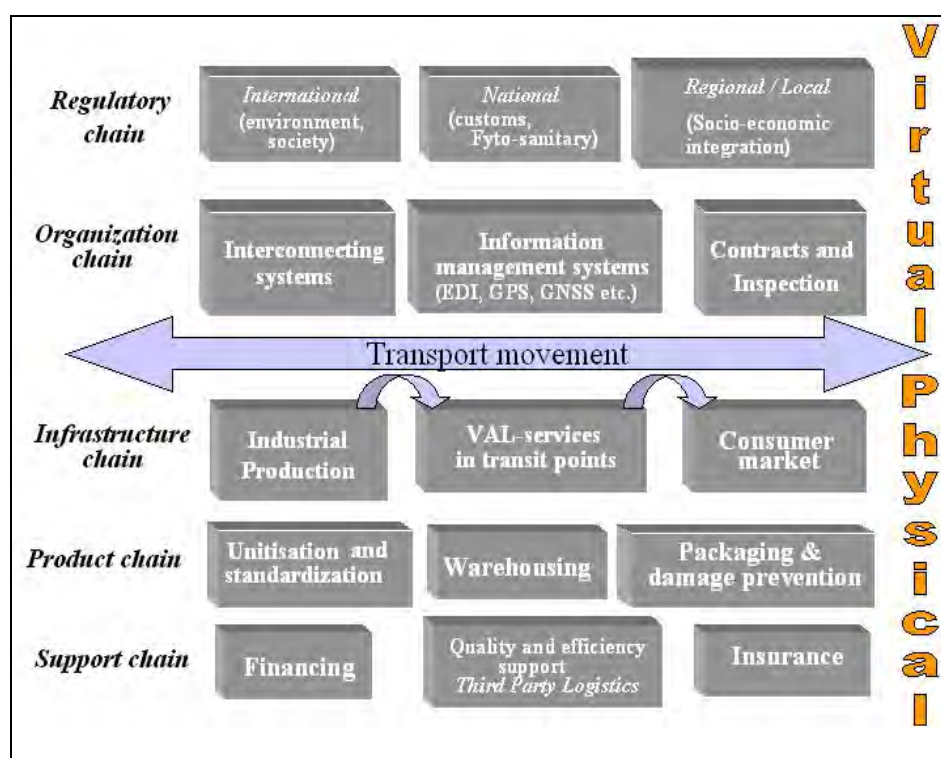 Regulatory
chain
International
(environment,
society)
National
(customs,
Fyto-sanitary)
Regional / Local
(Socio-economic
integration)
Organization
chain
Interconnecting
systems
Information
management systems
(EDI, GPS, GNSS etc.)
Contracts and
Inspection
Transport movement
Infrastructure
chain
Industrial
Production
VAL-services
in transit points
Consumer
market
Product chain
Unitisation and
standardization
Warehousing
Packaging &
damage prevention
Support chain
Financing
Quality and efficiency
support
Third Party Logistics
Insurance
Virtual
Physical